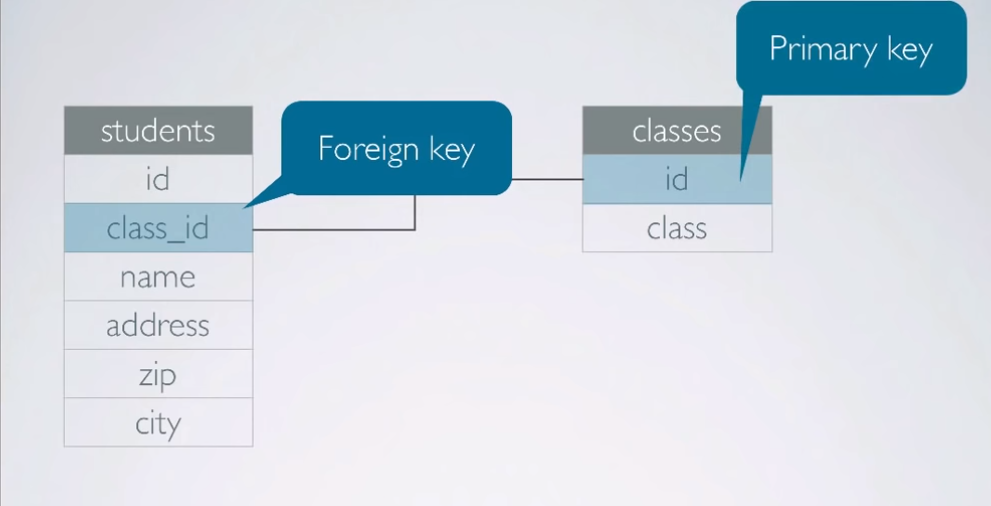 Primary key
Foreign key
students
id
class_id
name
address
zip
city
classes
id
class